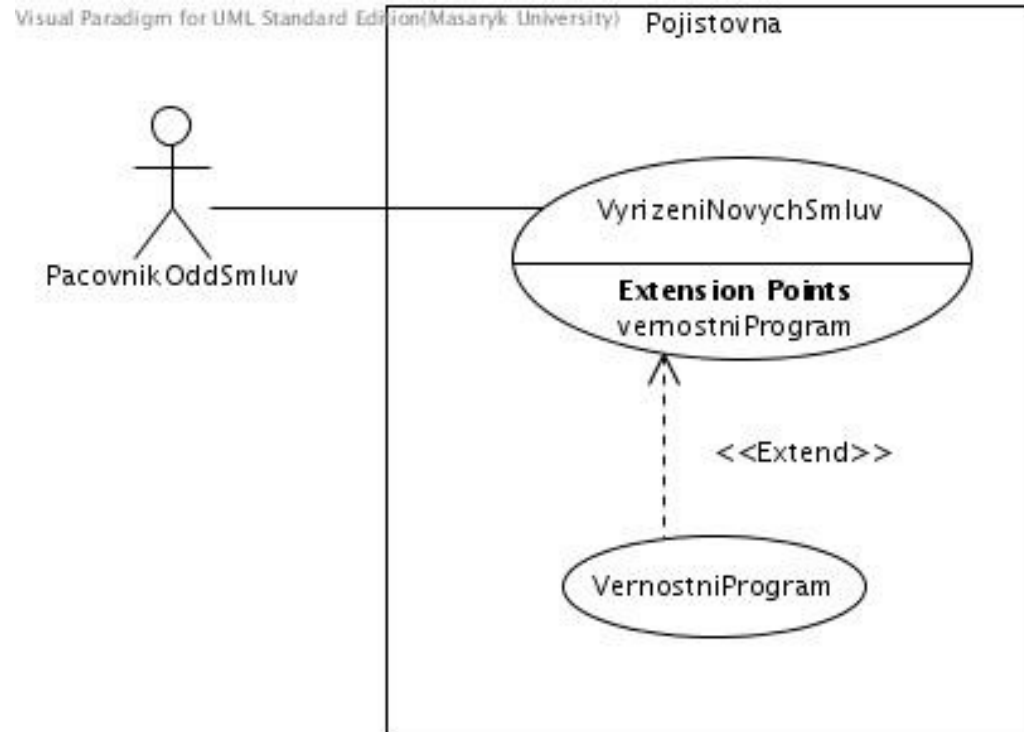 Visual Paradigm for UML Standard Edition(Masaryk University)
Pojistovna
VyrizeniNovychSmluv
PacovnikOddSmluv
Extension Points
vernostniProgram
<<Extend>>
VernostniProgram